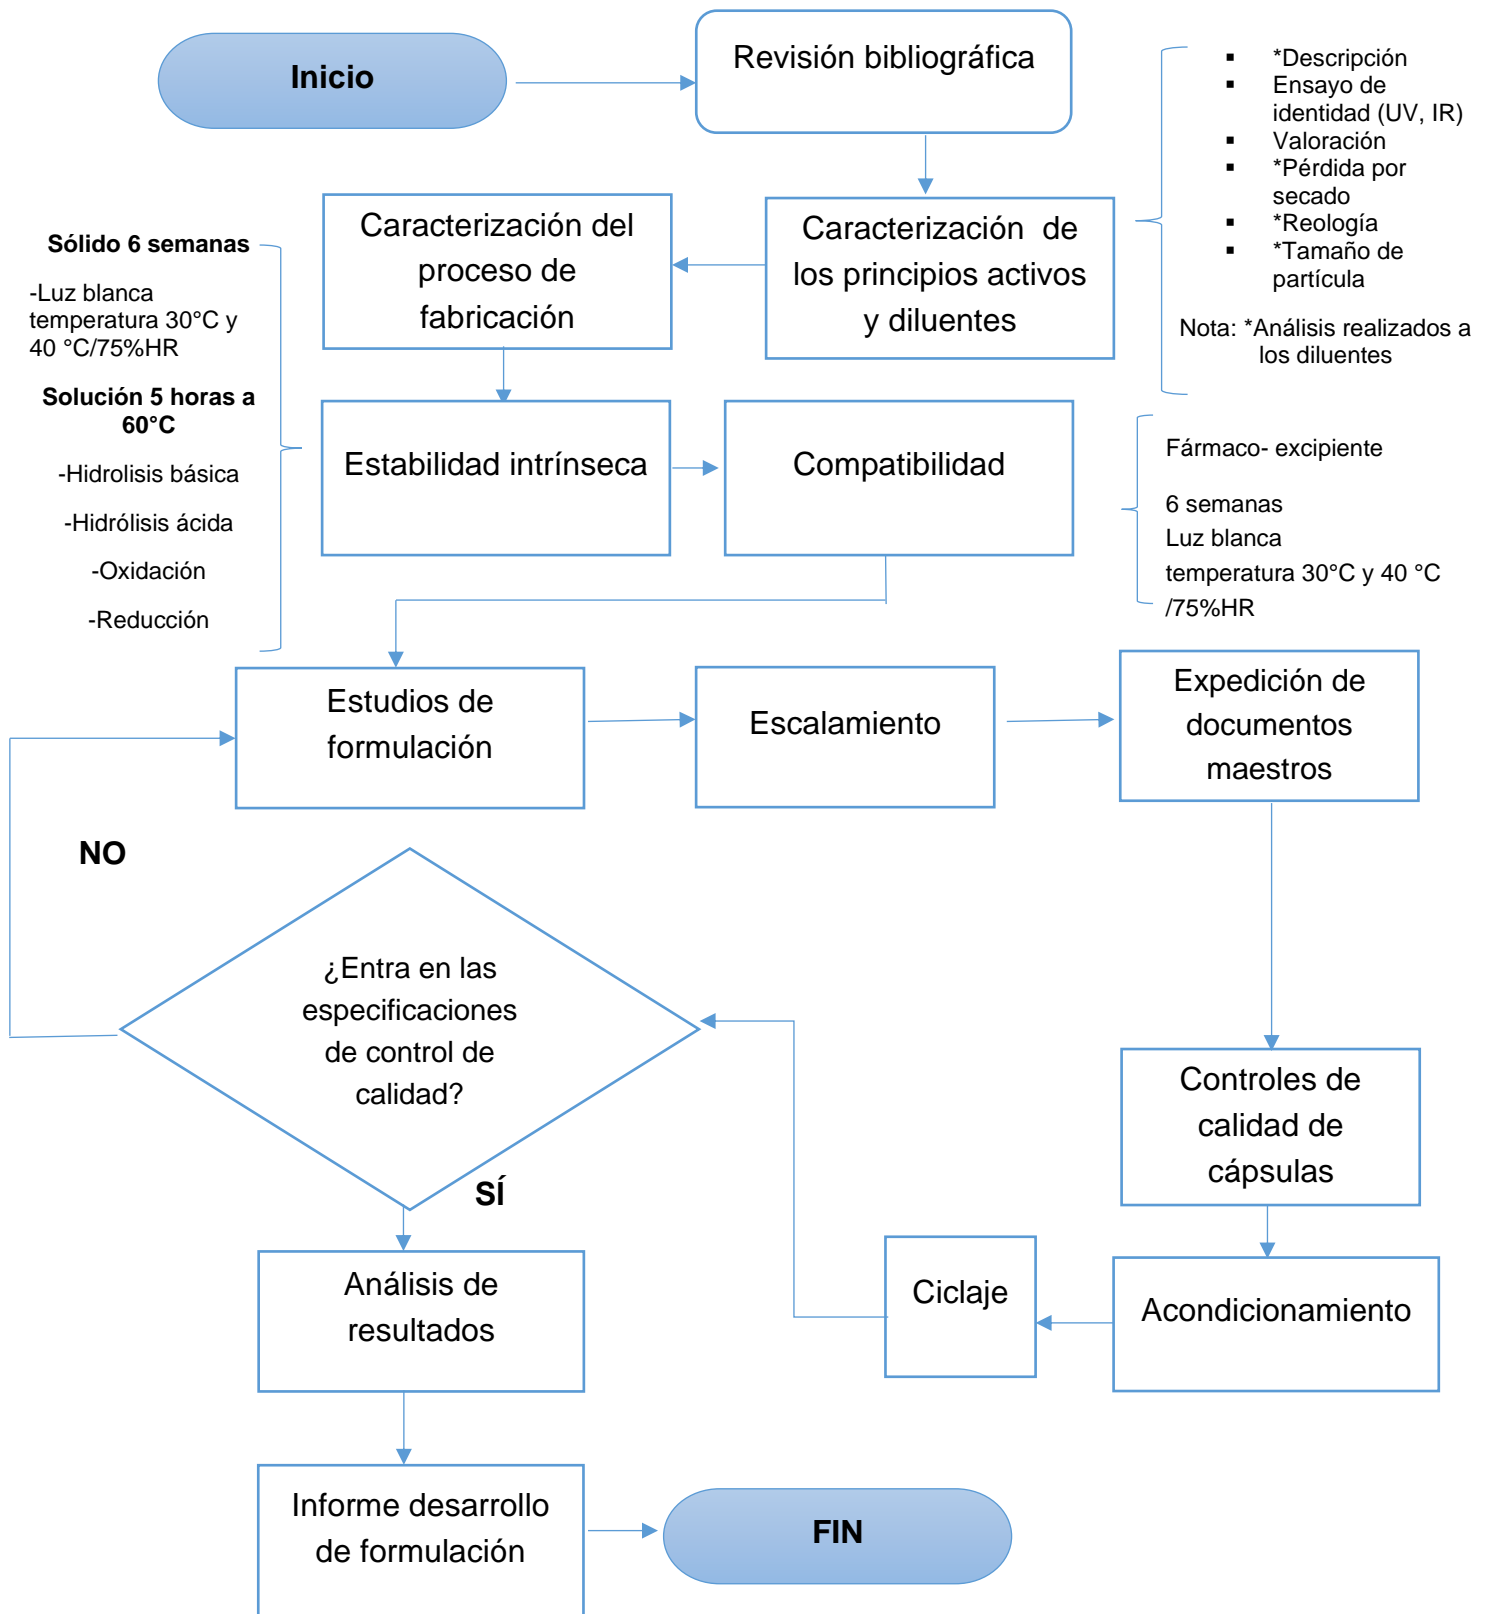 Inicio
Revisión bibliográfica
▪ *Descripción
▪ Ensayo de
identidad (UV, IR)
▪ Valoración
▪ *Pérdida por
secado
▪ *Reología
▪ *Tamaño de
partícula
Nota: *Análisis realizados a
los diluentes
Caracterización de
los principios activos
y diluentes
Caracterización del
proceso de
fabricación
Sólido 6 semanas
-Luz blanca
temperatura 30°C y
40 °C/75%HR
Solución 5 horas a
60°C
-Hidrolisis básica
-Hidrólisis ácida
-Oxidación
-Reducción
Estabilidad intrínseca
Compatibilidad
Fármaco- excipiente
6 semanas
Luz blanca
temperatura 30°C y 40 °C
/75%HR
Estudios de
formulación
Escalamiento
Expedición de
documentos
maestros
NO
¿Entra en las
especificaciones
de control de
calidad?
SÍ
Controles de
calidad de
cápsulas
Acondicionamiento
Ciclaje
Análisis de
resultados
Informe desarrollo
de formulación
FIN